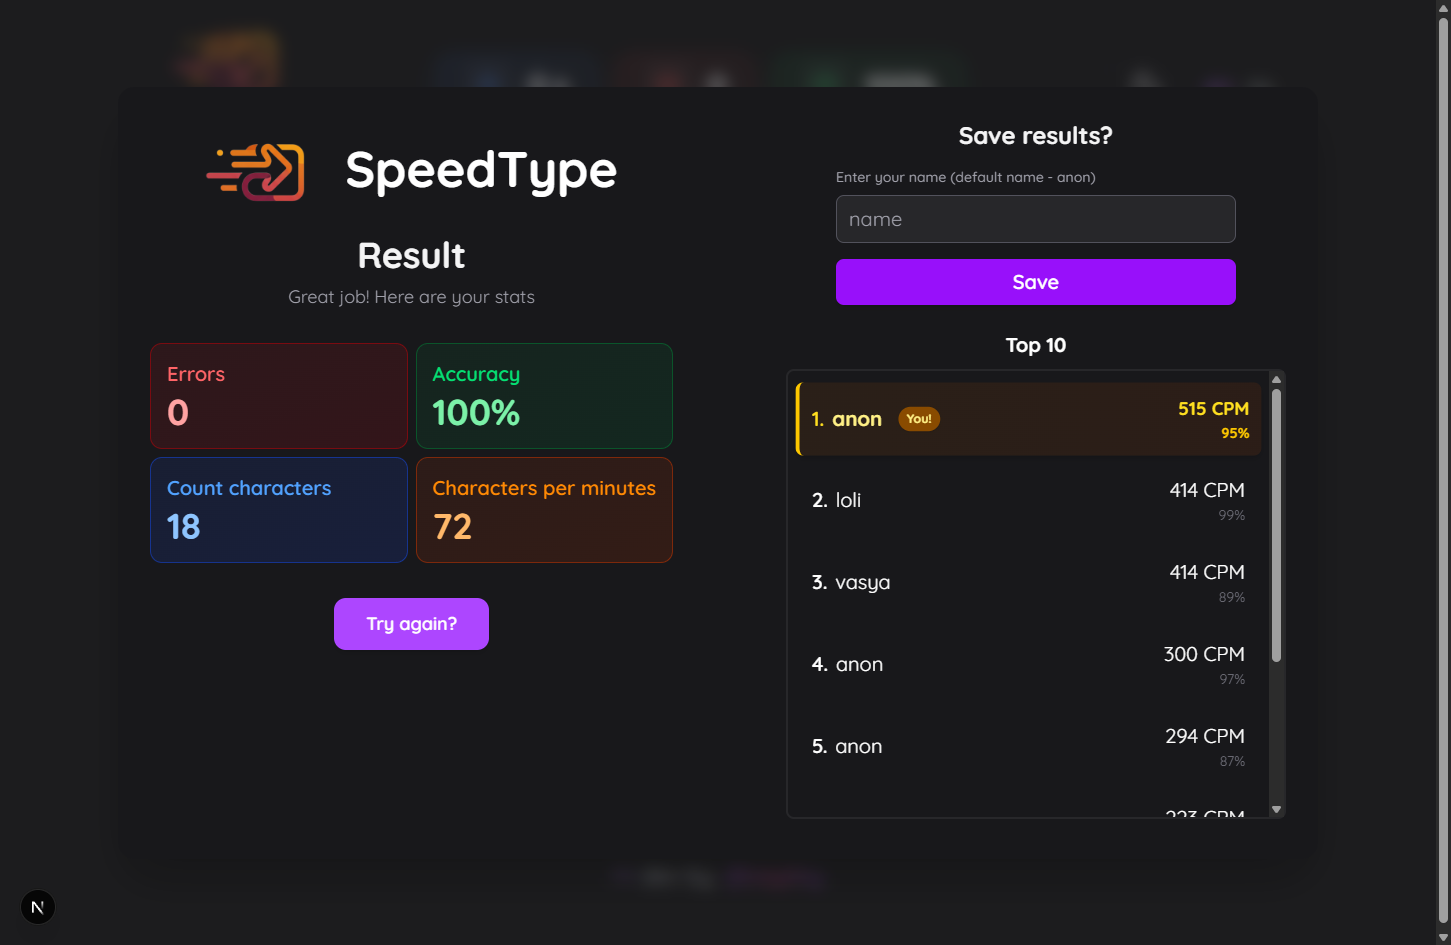 SpeedType
Result
Great job! Here are your stats
Errors
0
Accuracy
100%
Count characters
18
Characters per minutes
72
Try again?
Save results?
Enter your name (default name - anon)
name
Save
Top 10
1. anon You! 515 CPM
95%
2. loli 414 CPM
99%
3. vasya 414 CPM
89%
4. anon 300 CPM
97%
5. anon 294 CPM
87%
223 CPM
N